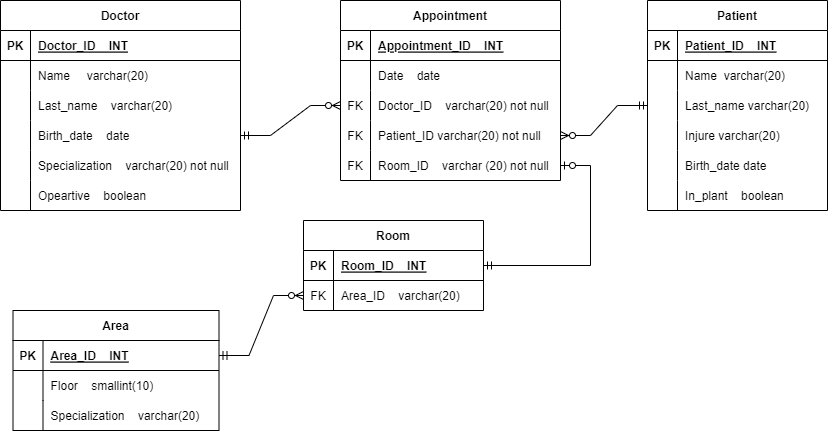 Doctor
PK Doctor_ID INT
Name varchar(20)
Last_name varchar(20)
Birth_date date
Specialization varchar(20) not null
Opeartive boolean
Appointment
PK Appointment_ID INT
Date date
FK Doctor_ID varchar(20) not null
FK Patient_ID varchar(20) not null
FK Room_ID varchar (20) not null
Patient
PK Patient_ID INT
Name varchar(20)
Last_name varchar(20)
Injure varchar(20)
Birth_date date
In_plant boolean
Room
PK Room_ID INT
FK Area_ID varchar(20)
Area
PK Area_ID INT
Floor smallint(10)
Specialization varchar(20)